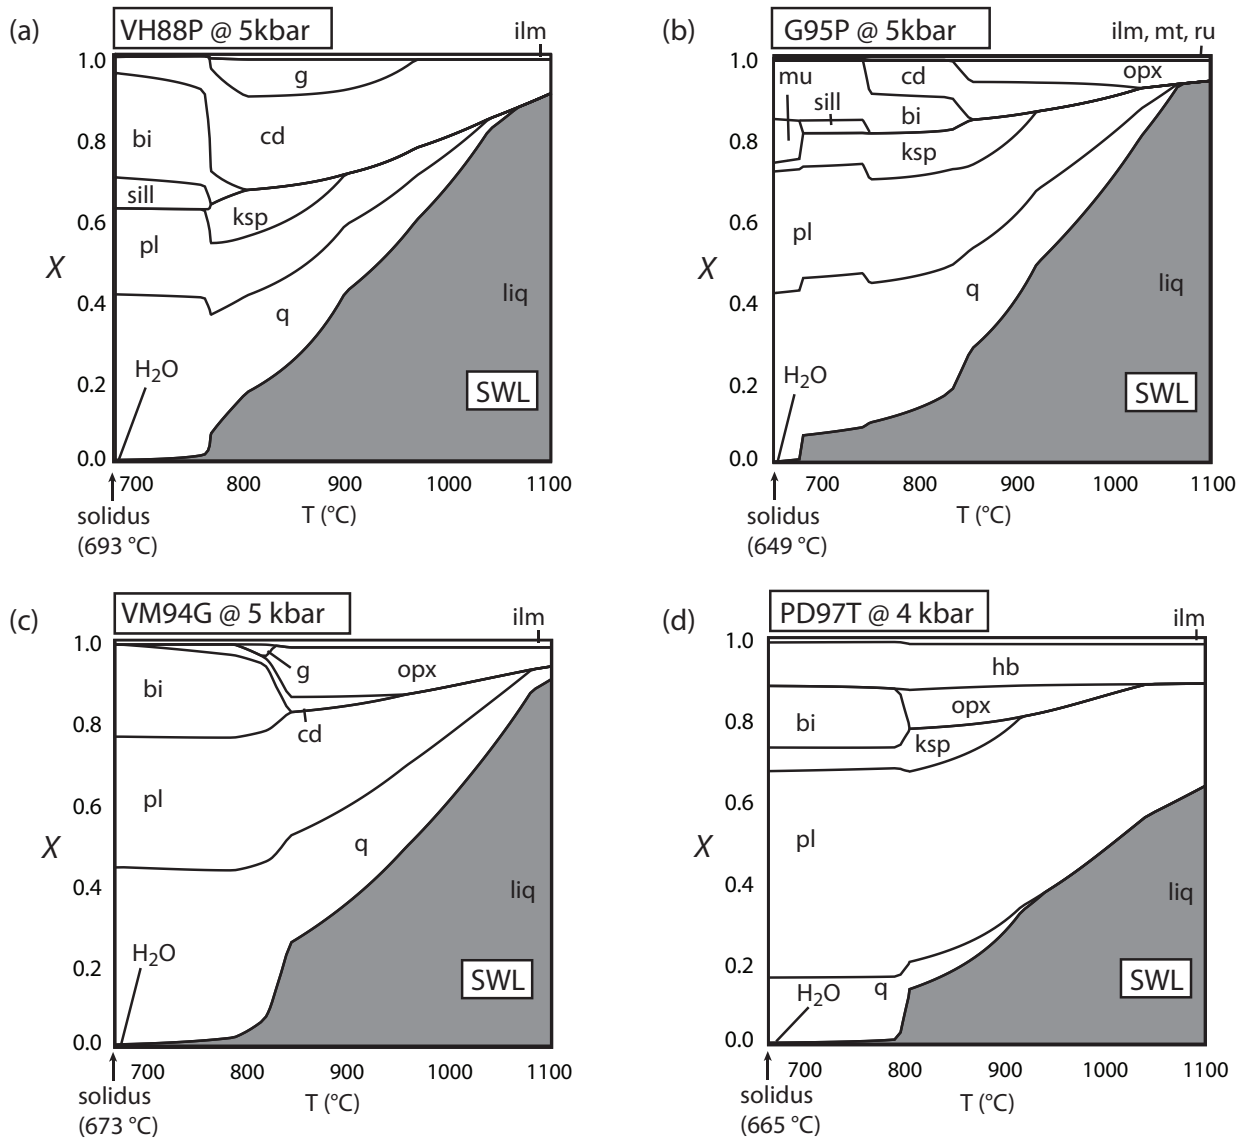 (a)
VH88P @ 5kbar
ilm
1.0
0.8
0.6
0.4
0.2
0.0
X
g
bi
cd
sill
ksp
pl
q
liq
H2O
SWL
700 800 900 1000 1100
solidus
(693 °C)
T (°C)
(b)
G95P @ 5kbar
ilm, mt, ru
1.0
0.8
0.6
0.4
0.2
0.0
X
mu
sill
cd
opx
bi
ksp
pl
q
liq
H2O
SWL
700 800 900 1000 1100
solidus
(649 °C)
T (°C)
(c)
VM94G @ 5 kbar
ilm
1.0
0.8
0.6
0.4
0.2
0.0
X
g
opx
bi
cd
pl
q
liq
H2O
SWL
700 800 900 1000 1100
solidus
(673 °C)
T (°C)
(d)
PD97T @ 4 kbar
ilm
1.0
0.8
0.6
0.4
0.2
0.0
X
hb
opx
bi
ksp
pl
liq
q
H2O
SWL
700 800 900 1000 1100
solidus
(665 °C)
T (°C)